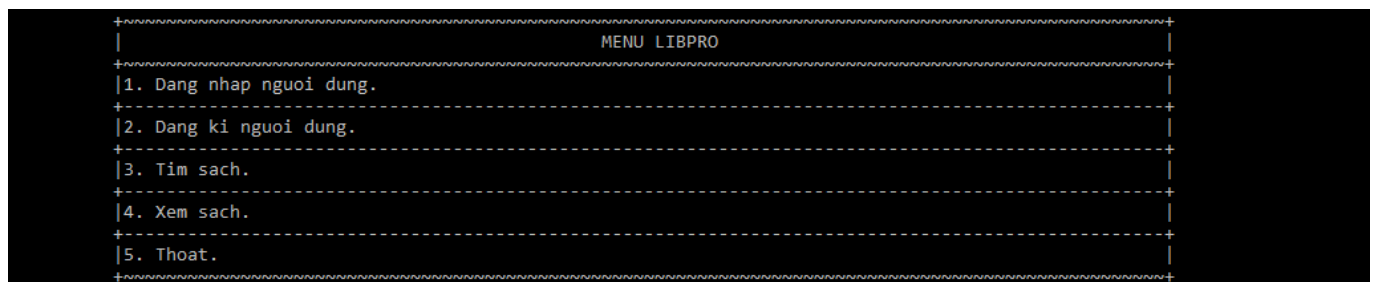 MENU LIBPRO
1. Dang nhap nguoi dung.
2. Dang ki nguoi dung.
3. Tim sach.
4. Xem sach.
5. Thoat.